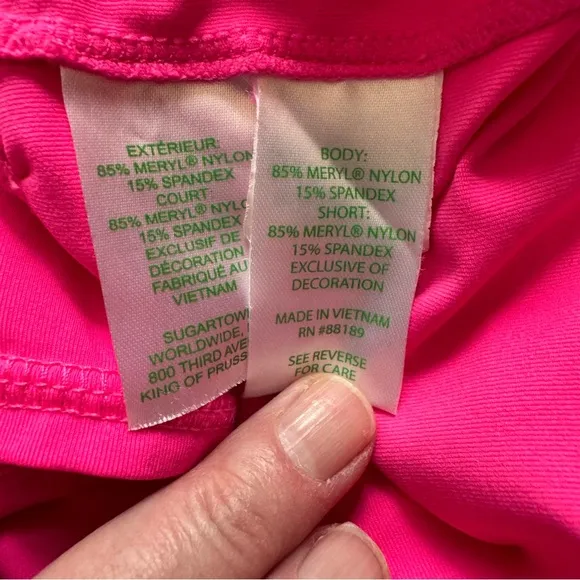 EXTÉRIEUR:
85% MERYL® NYLON
15% SPANDEX
COURT:
85% MERYL® NYLON
15% SPANDEX
EXCLUSIF DE
DÉCORATION
FABRIQUÉ AU
VIETNAM
SUGARTOWN
WORLDWIDE,
800 THIRD AVE
KING OF PRUSS
BODY:
85% MERYL® NYLON
15% SPANDEX
SHORT:
85% MERYL® NYLON
15% SPANDEX
EXCLUSIVE OF
DECORATION
MADE IN VIETNAM
RN #88189
SEE REVERSE
FOR CARE